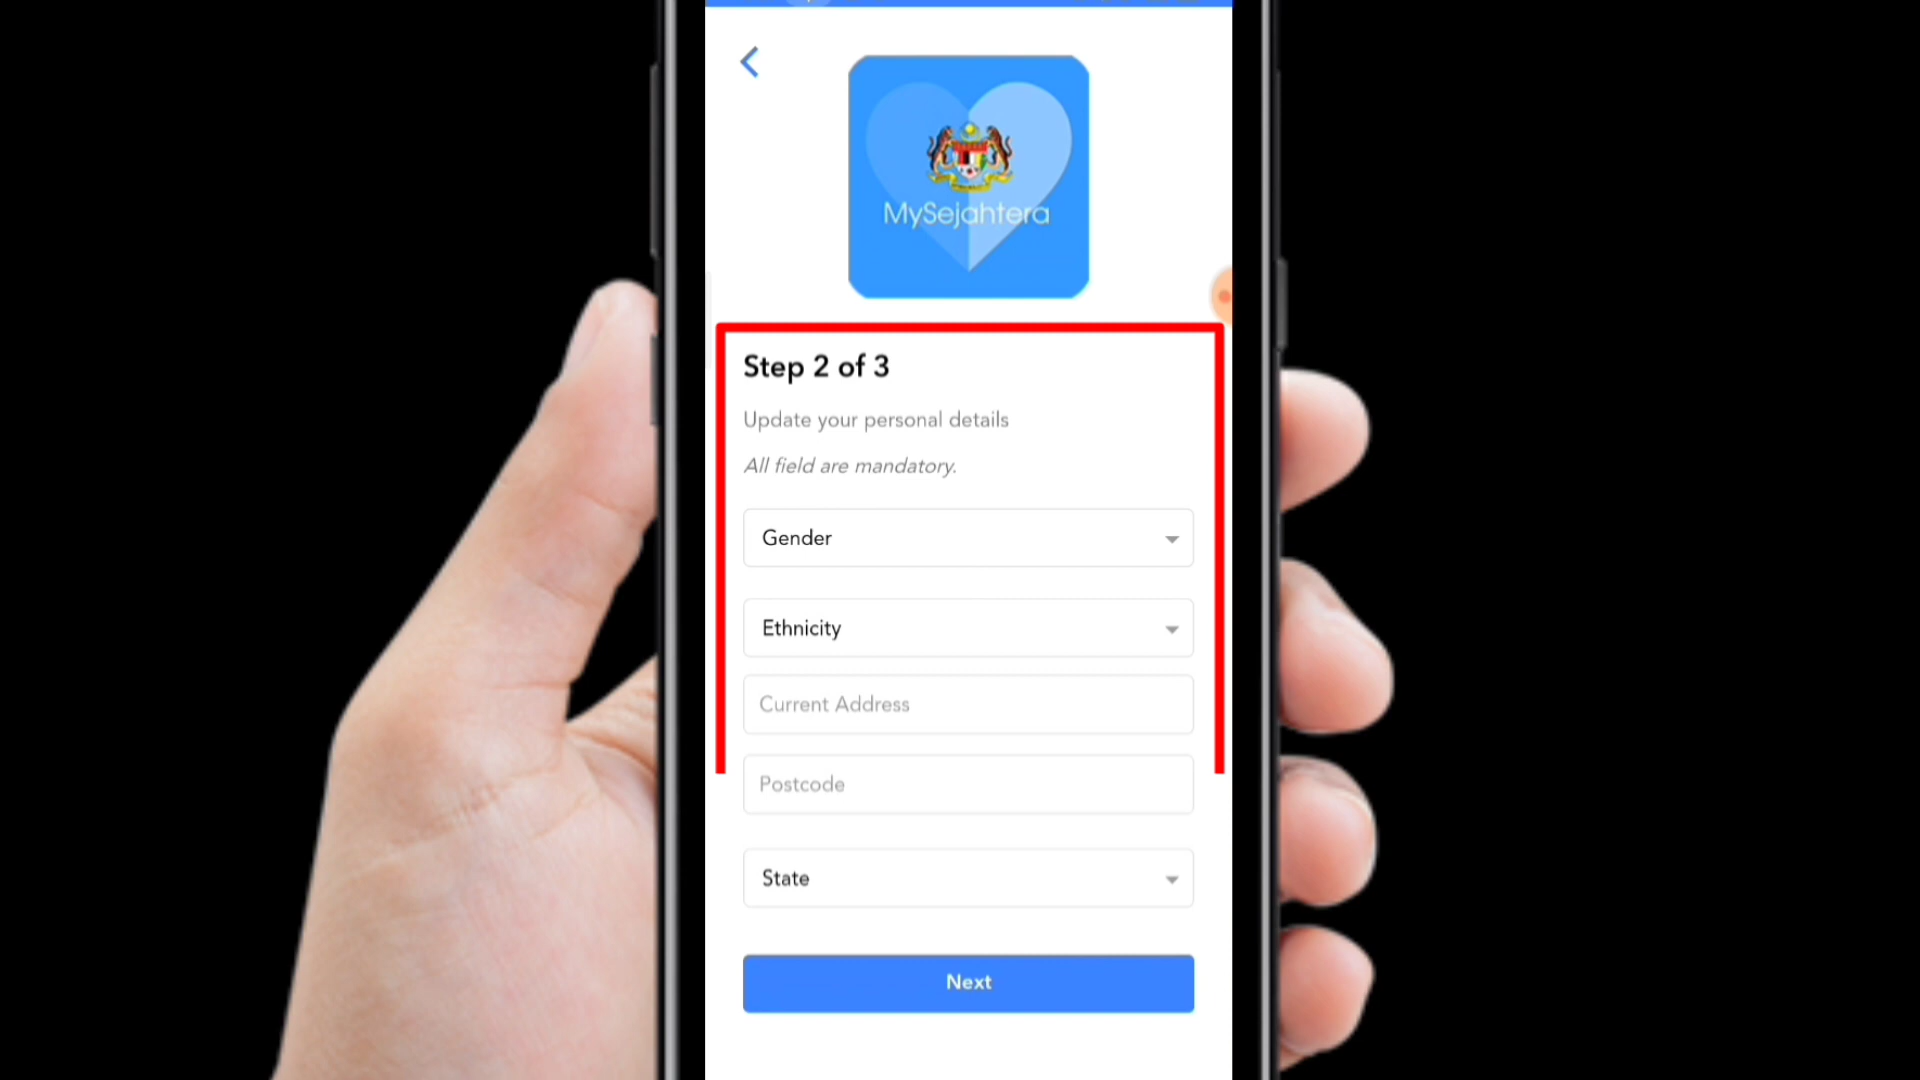 MySejahtera
Step 2 of 3
Update your personal details
All field are mandatory.
Gender
Ethnicity
Current Address
Postcode
State
Next